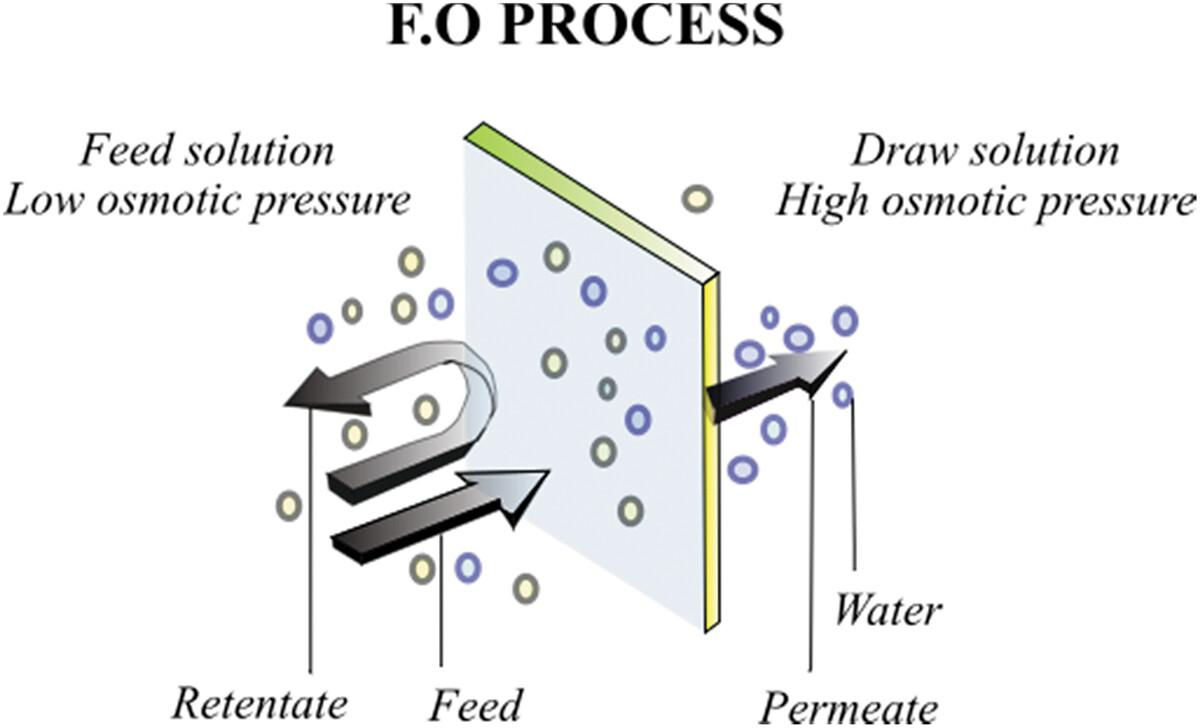 F.O PROCESS
Feed solution
Low osmotic pressure
Draw solution
High osmotic pressure
Water
Retentate
Feed
Permeate